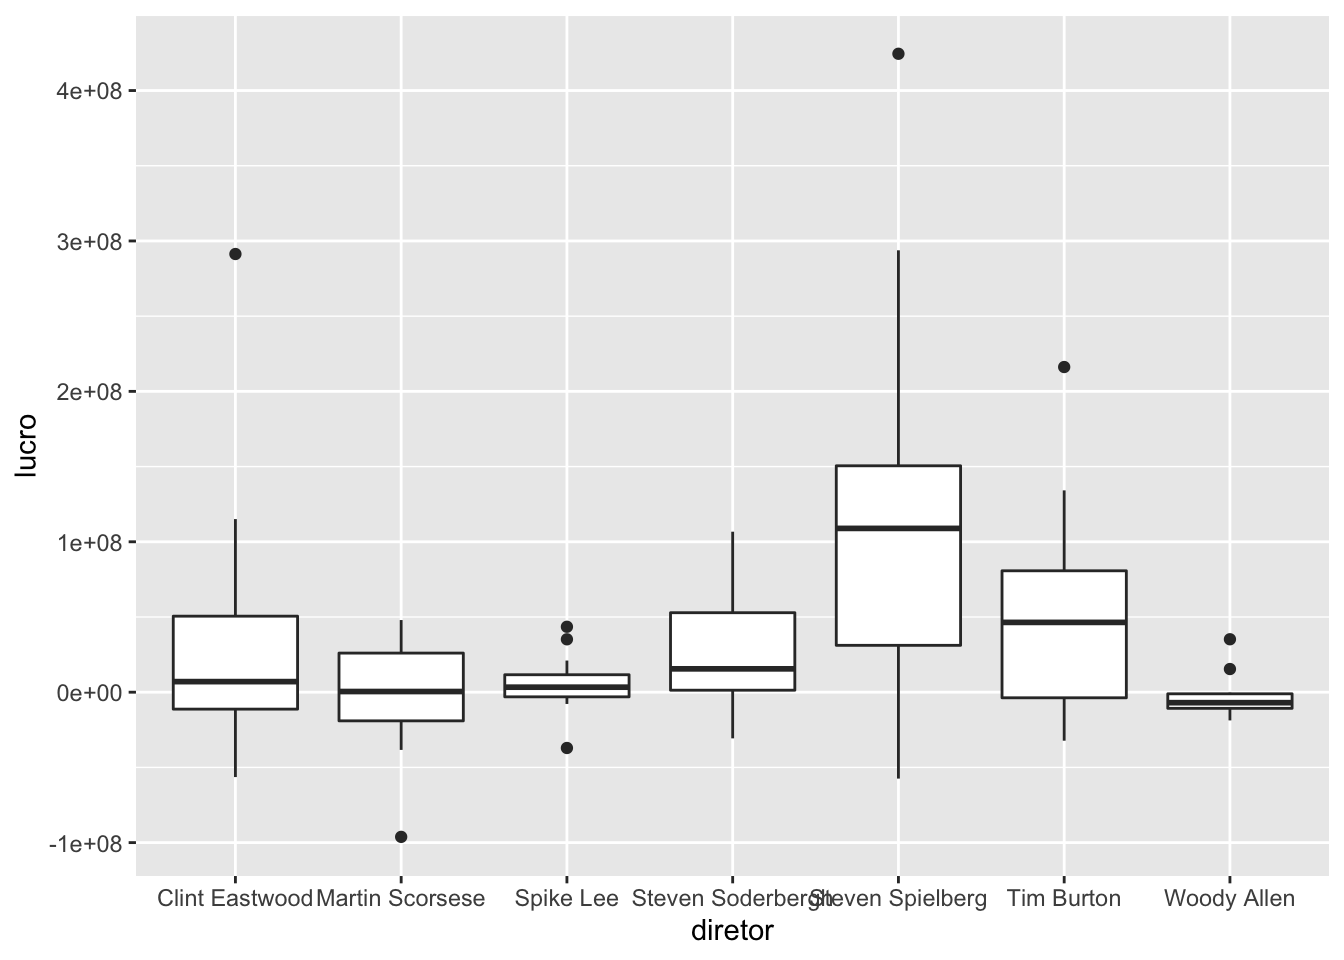 4e+08
3e+08
2e+08
1e+08
0e+00
-1e+08
lucro
Clint Eastwood Martin Scorsese Spike Lee Steven Soderbergh Steven Spielberg Tim Burton Woody Allen
diretor